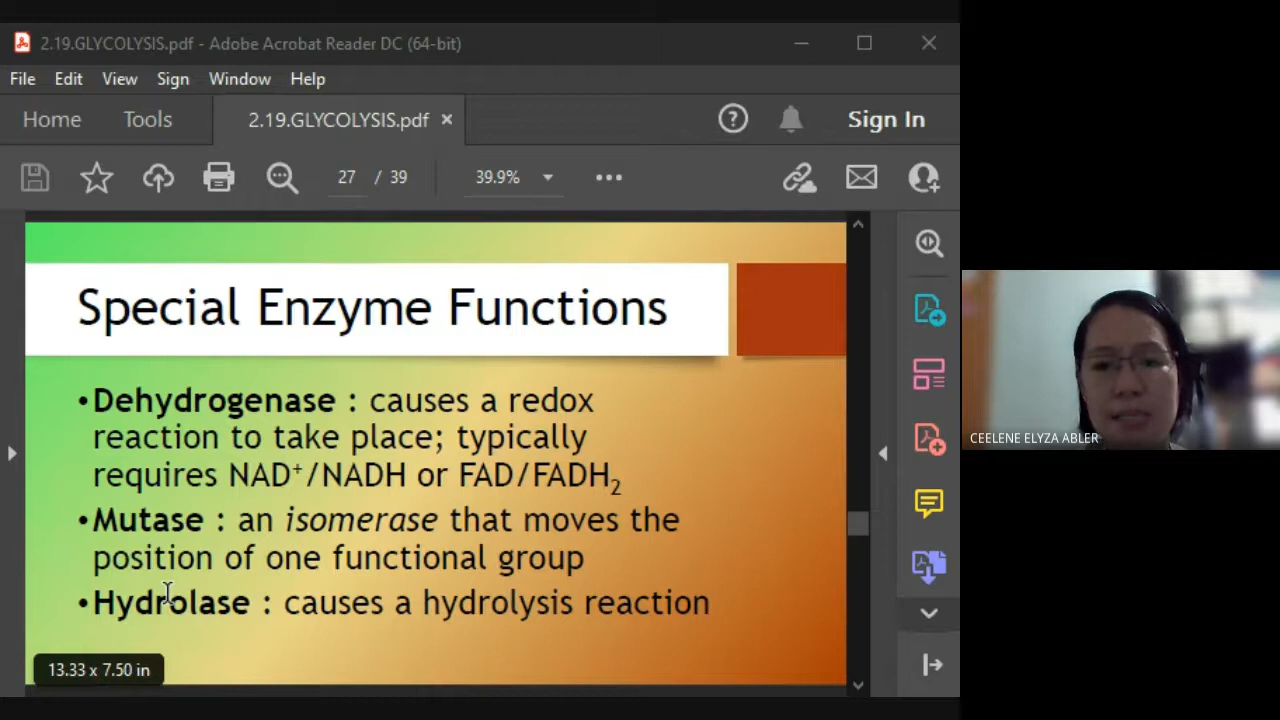 2.19.GLYCOLYSIS.pdf - Adobe Acrobat Reader DC (64-bit)
File Edit View Sign Window Help
Home Tools 2.19.GLYCOLYSIS.pdf × Sign In
27 / 39 39.9%
Special Enzyme Functions
•Dehydrogenase : causes a redox
reaction to take place; typically
requires NAD⁺/NADH or FAD/FADH₂
•Mutase : an isomerase that moves the
position of one functional group
•Hydrolase : causes a hydrolysis reaction
13.33 x 7.50 in
CEELENE ELYZA ABLER